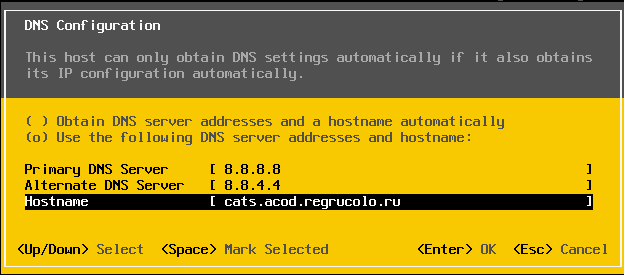 DNS Configuration
This host can only obtain DNS settings automatically if it also obtains
its IP configuration automatically.
( ) Obtain DNS server addresses and a hostname automatically
(o) Use the following DNS server addresses and hostname:
Primary DNS Server [ 8.8.8.8 ]
Alternate DNS Server [ 8.8.4.4 ]
Hostname [ cats.acod.regrucolo.ru ]
<Up/Down> Select <Space> Mark Selected <Enter> OK <Esc> Cancel